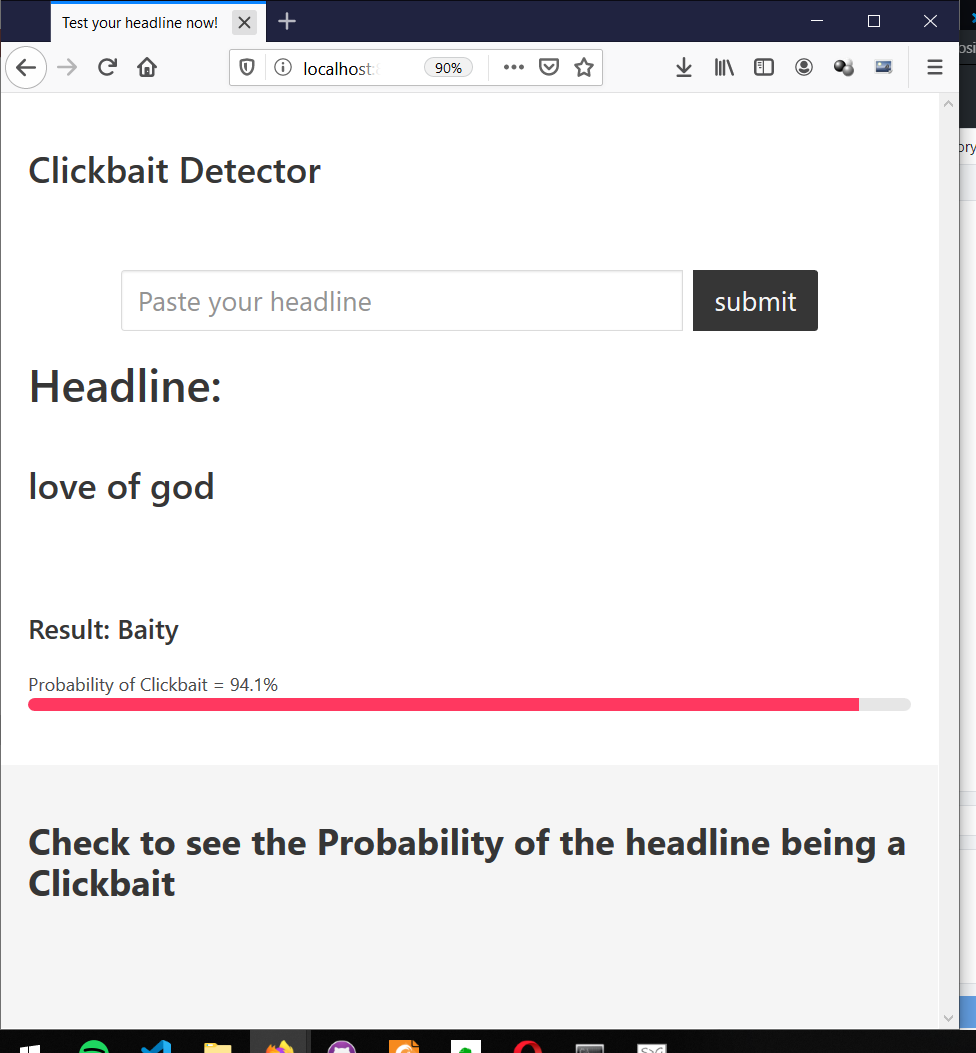 Test your headline now!
localhost:
90%
Clickbait Detector
Paste your headline
submit
Headline:
love of god
Result: Baity
Probability of Clickbait = 94.1%
Check to see the Probability of the headline being a
Clickbait